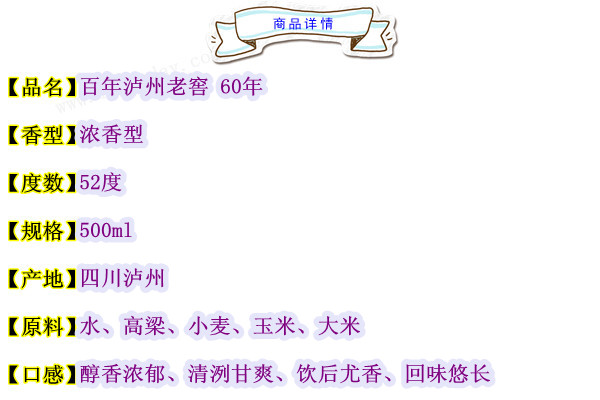 商品详情
【品名】百年泸州老窖 60年
【香型】浓香型
【度数】52度
【规格】500ml
【产地】四川泸州
【原料】水、高梁、小麦、玉米、大米
【口感】醇香浓郁、清洌甘爽、饮后尤香、回味悠长